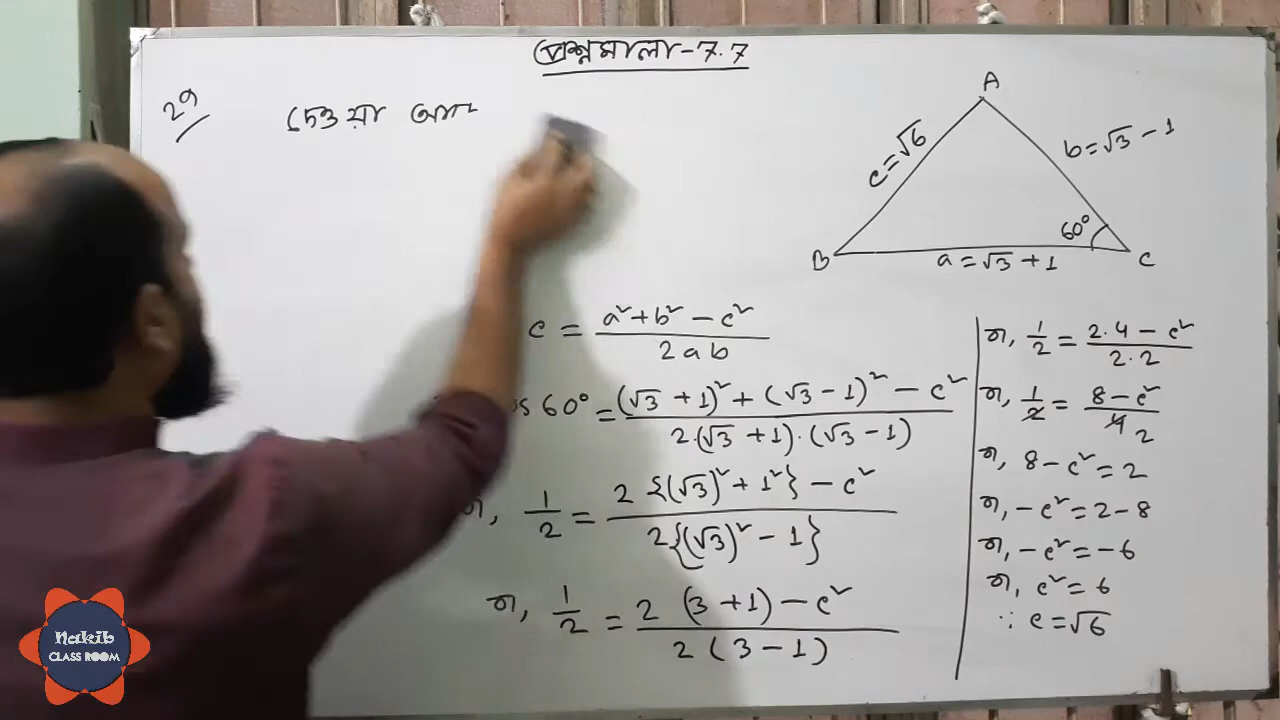 প্রশ্নমালা-7.7
29
দেওয়া আ
A
c = √6
b = √3 - 1
60°
B
a = √3 + 1
C
c = (a² + b² - c²) / 2ab
60° = ((√3 + 1)² + (√3 - 1)² - c²) / (2·(√3 + 1)·(√3 - 1))
1/2 = (2{(√3)² + 1²} - c²) / (2{(√3)² - 1})
বা, 1/2 = (2 (3 + 1) - c²) / (2 (3 - 1))
বা, 1/2 = (2·4 - c²) / (2·2)
বা, 1/2 = (8 - c²) / 4 2
বা, 8 - c² = 2
বা, -c² = 2 - 8
বা, -c² = -6
বা, c² = 6
∴ c = √6
Nakib
CLASS ROOM